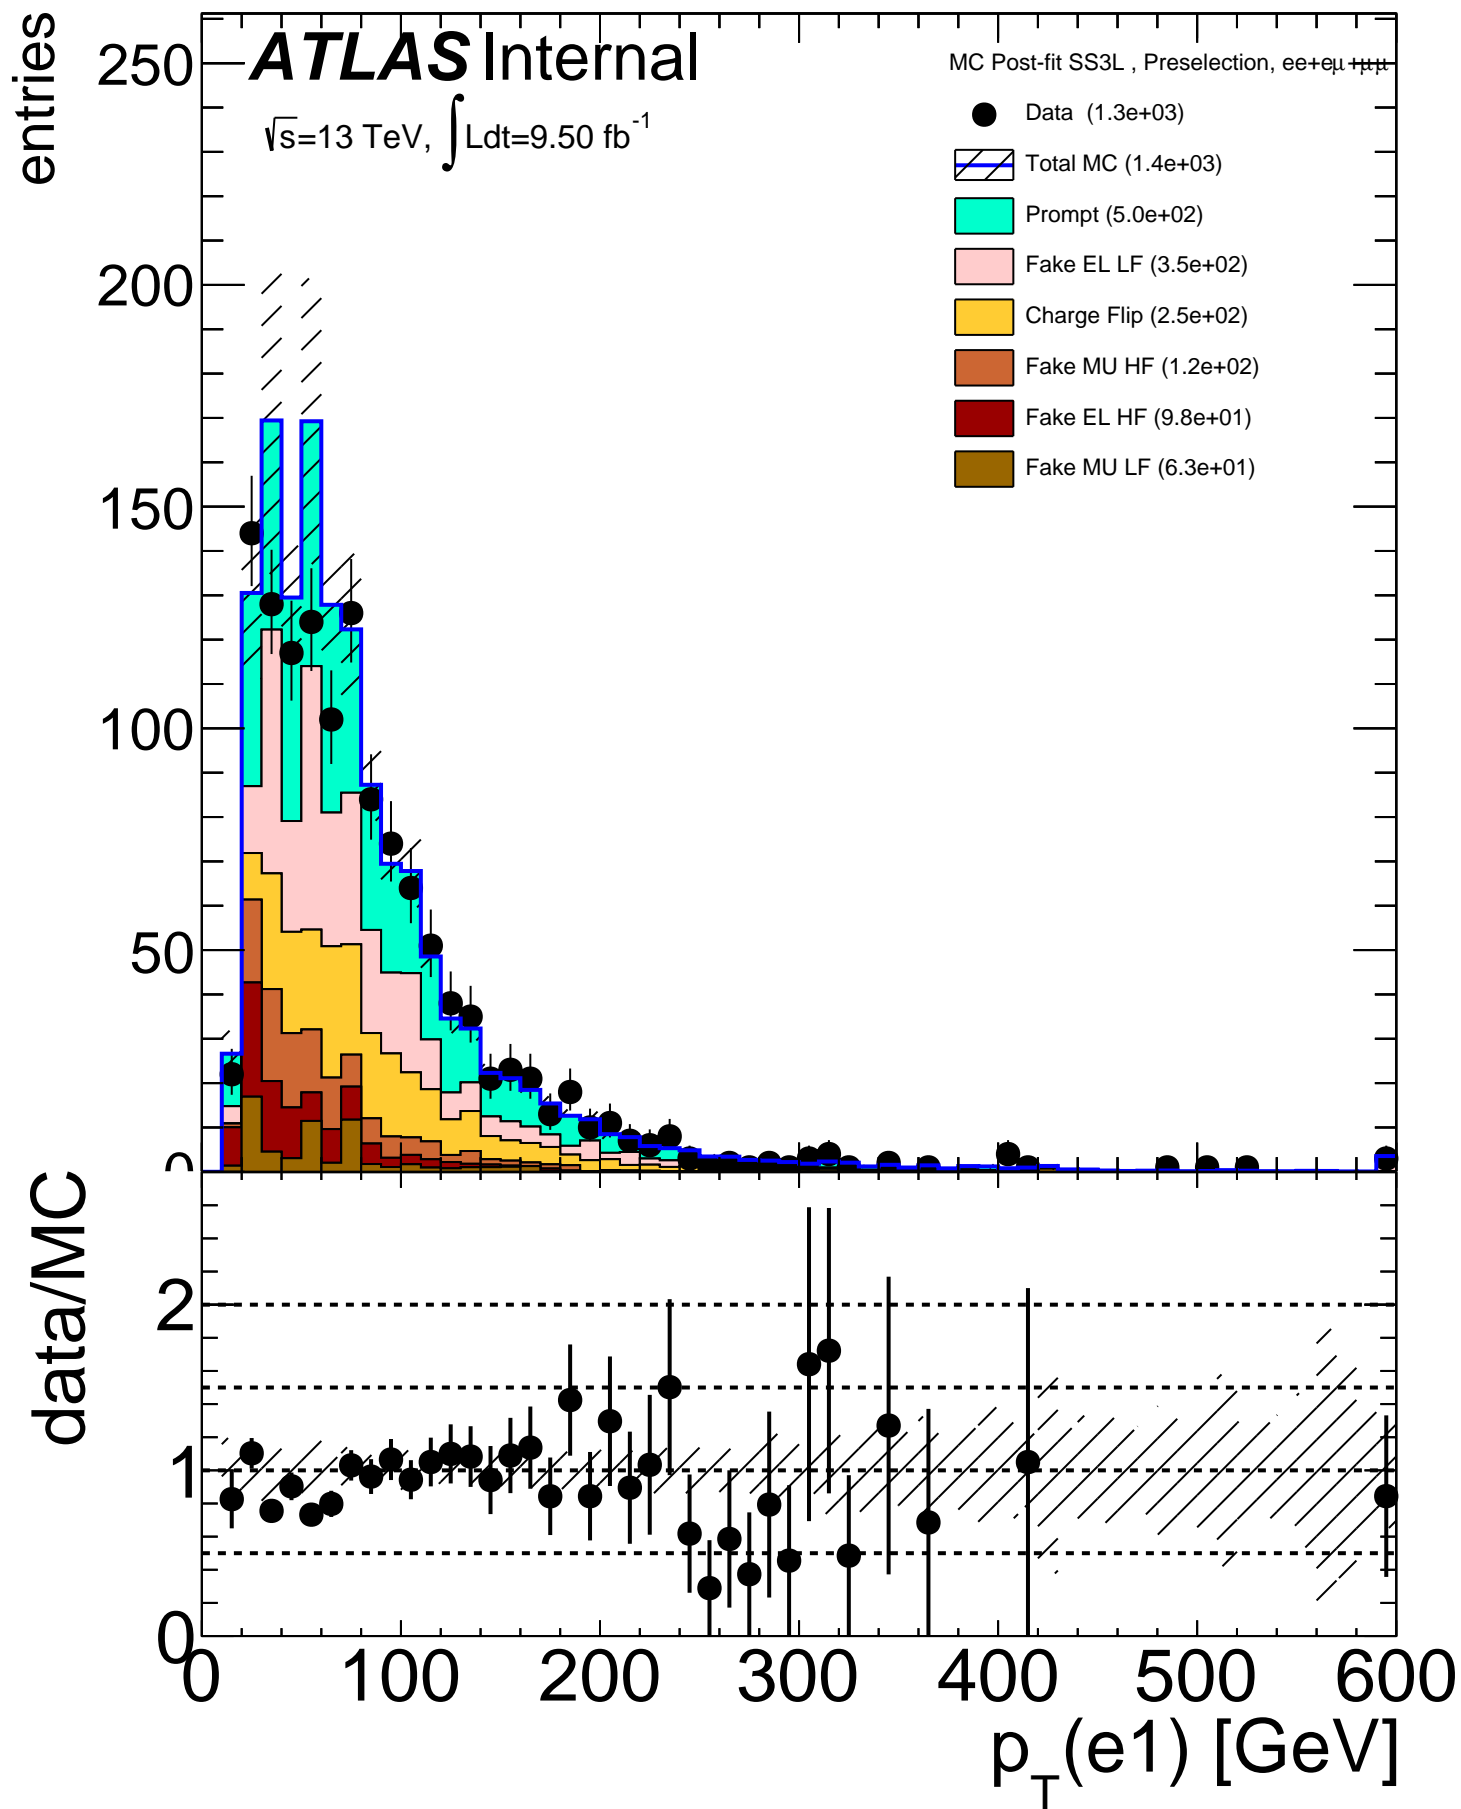 entries
250
200
150
100
50
0
ATLAS Internal
√s=13 TeV, ∫Ldt=9.50 fb⁻¹
MC Post-fit SS3L , Preselection, ee+eμ+μμ
Data (1.3e+03)
Total MC (1.4e+03)
Prompt (5.0e+02)
Fake EL LF (3.5e+02)
Charge Flip (2.5e+02)
Fake MU HF (1.2e+02)
Fake EL HF (9.8e+01)
Fake MU LF (6.3e+01)
data/MC
2
1
0
0 100 200 300 400 500 600
p_T(e1) [GeV]